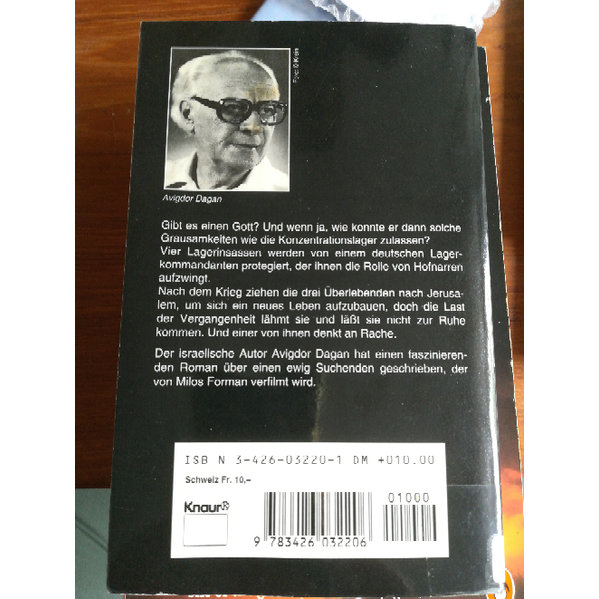 Foto: © Klein
Avigdor Dagan
Gibt es einen Gott? Und wenn ja, wie konnte er dann solche
Grausamkeiten wie die Konzentrationslager zulassen?
Vier Lagerinsassen werden von einem deutschen Lager-
kommandanten protegiert, der ihnen die Rolle von Hofnarren
aufzwingt.
Nach dem Krieg ziehen die drei Überlebenden nach Jerusa-
lem, um sich ein neues Leben aufzubauen, doch die Last
der Vergangenheit lähmt sie und läßt sie nicht zur Ruhe
kommen. Und einer von ihnen denkt an Rache.
Der israelische Autor Avigdor Dagan hat einen faszinieren-
den Roman über einen ewig Suchenden geschrieben, der
von Milos Forman verfilmt wird.
ISB N 3-426-03220-1 DM +010.00
Schweiz Fr. 10,-
01000
Knaur
9 783426 032206